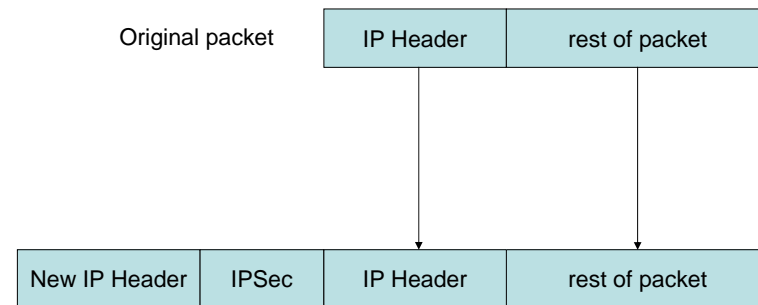 Original packet IP Header rest of packet
New IP Header IPSec IP Header rest of packet